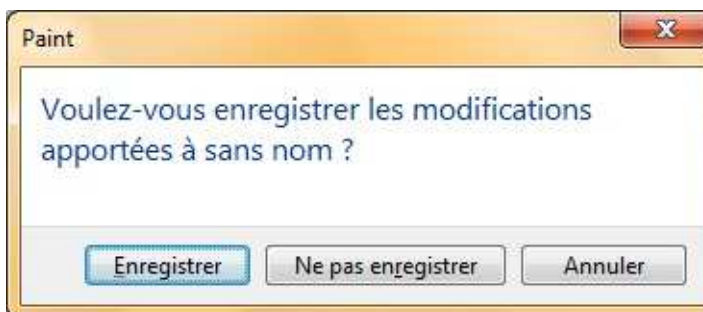 Paint
Voulez-vous enregistrer les modifications
apportées à sans nom ?
Enregistrer Ne pas enregistrer Annuler